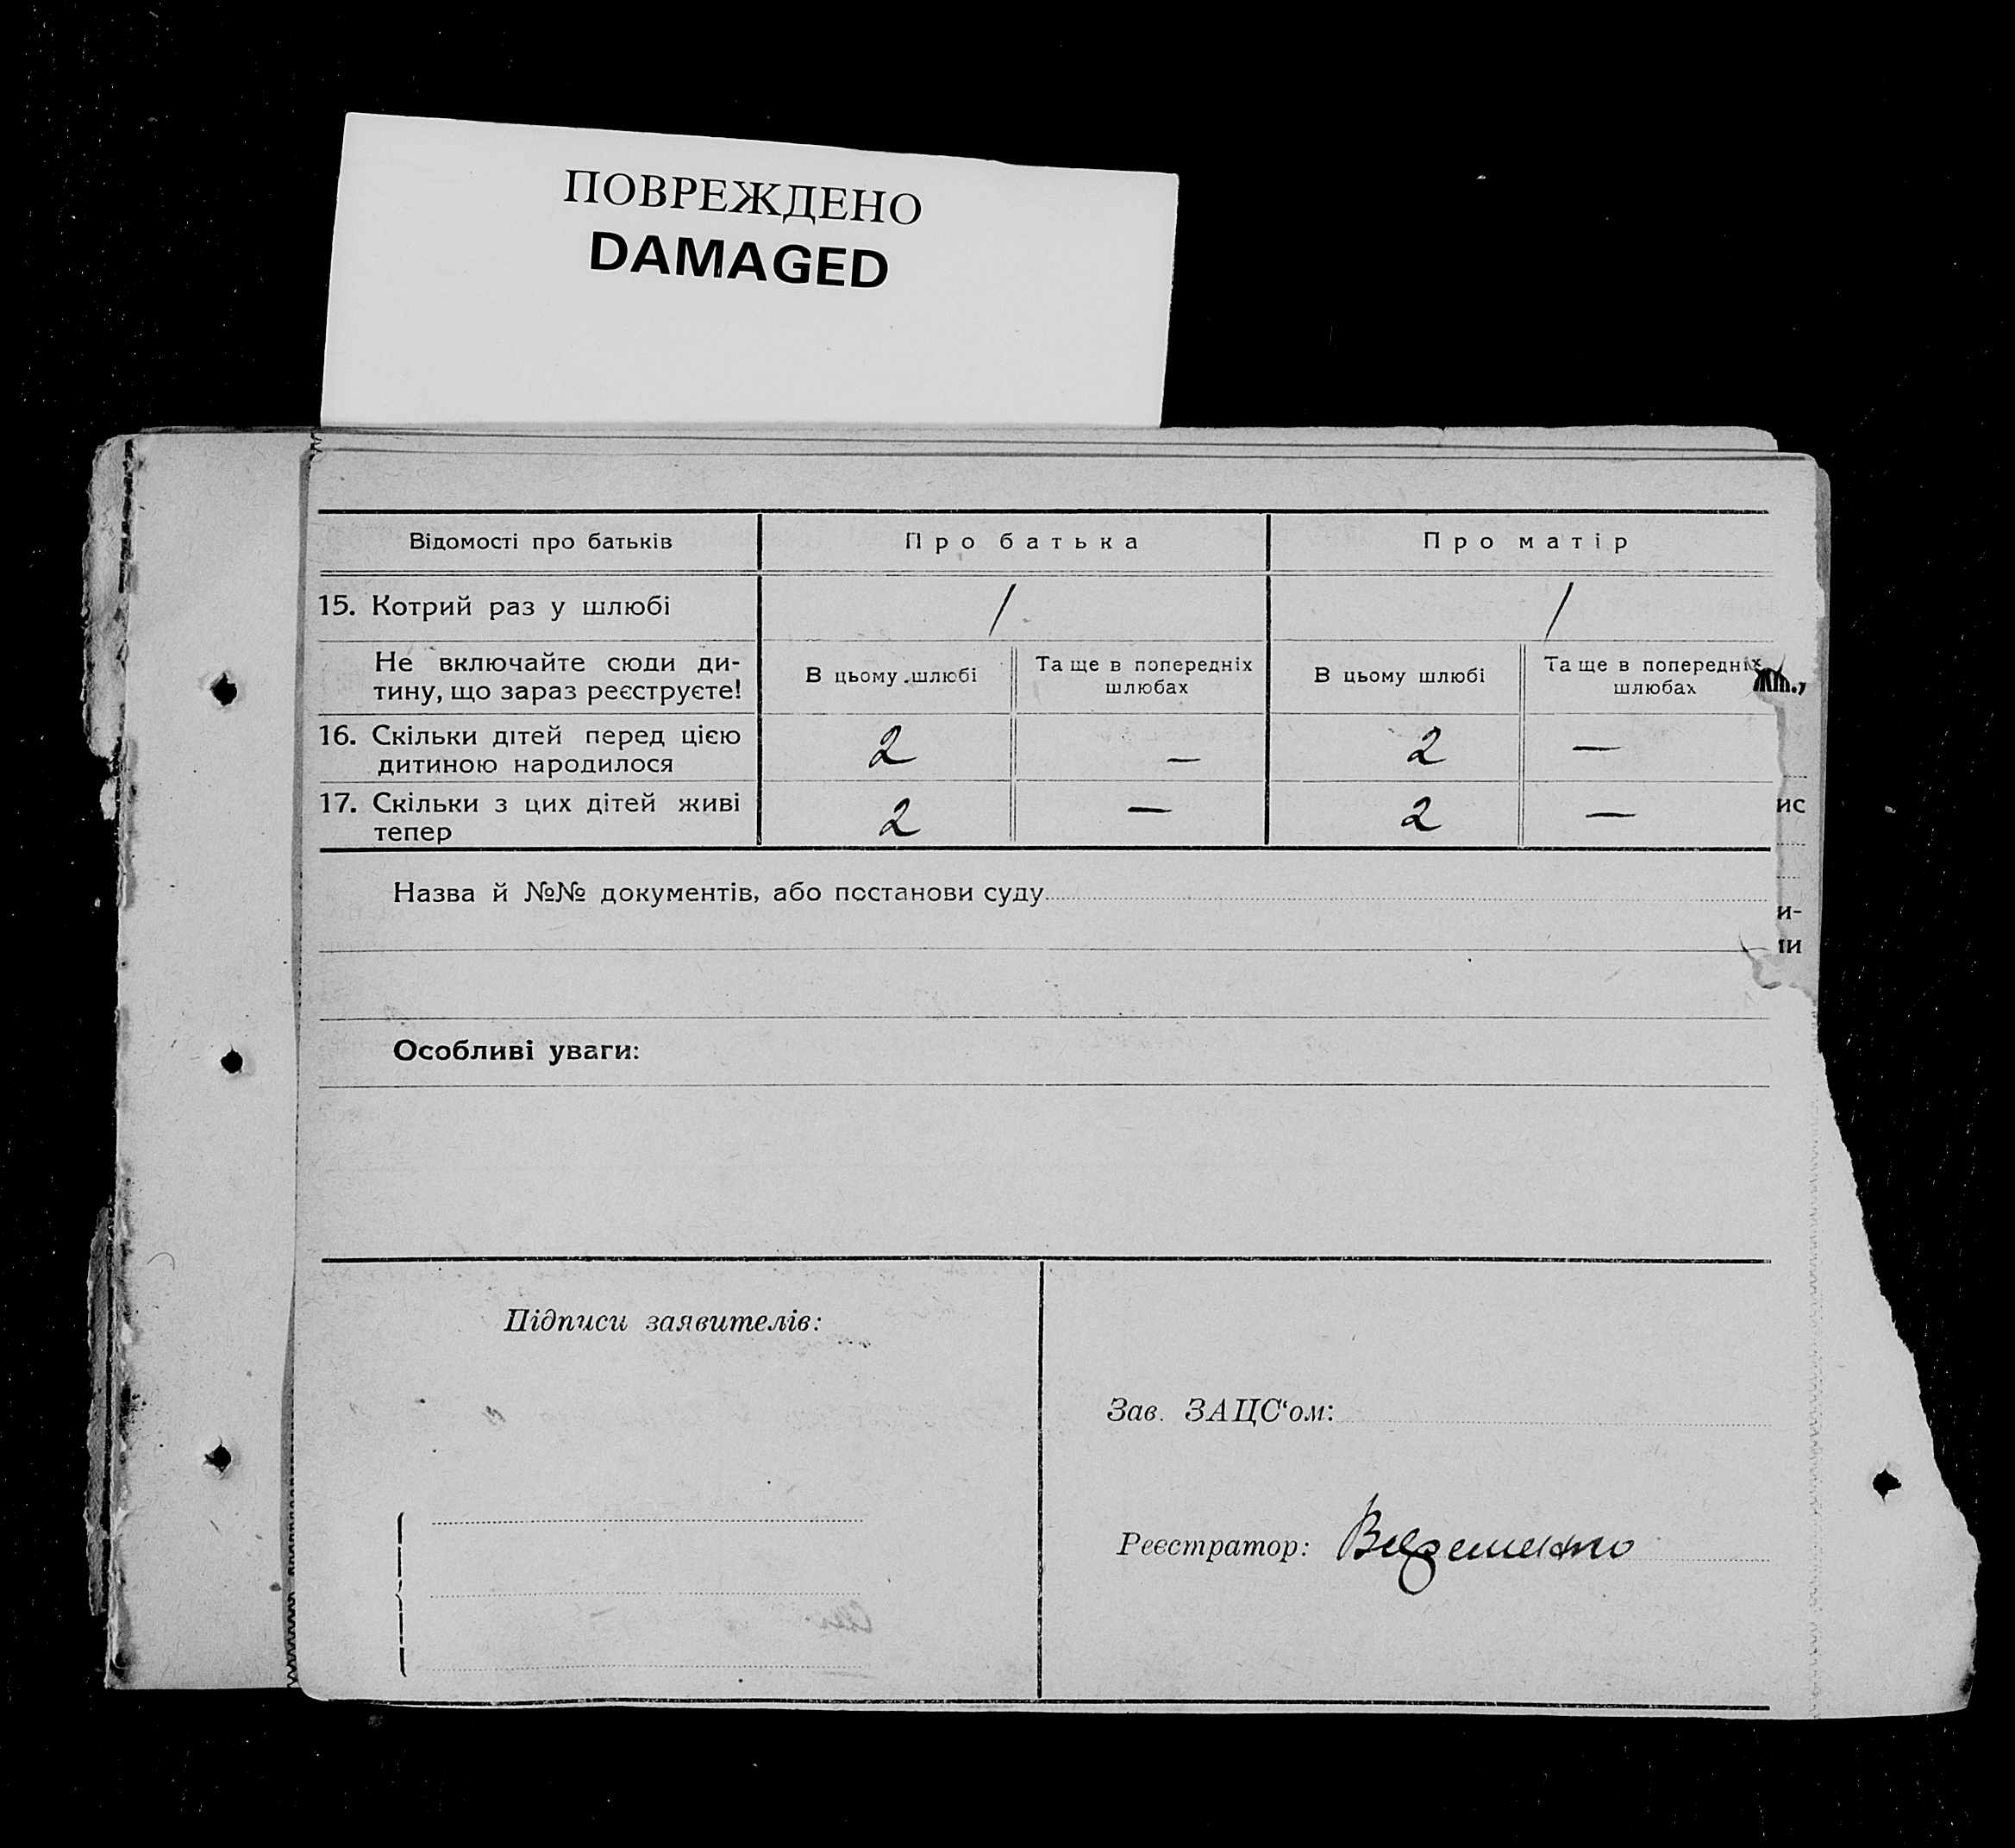 ПОВРЕЖДЕНО
DAMAGED
Відомості про батьків
Про батька
Про матір
15. Котрий раз у шлюбі
/
/
Не включайте сюди ди-
тину, що зараз реєструєте!
В цьому шлюбі
Та ще в попередніх
шлюбах
В цьому шлюбі
Та ще в попередніх
шлюбах
16. Скільки дітей перед цією
дитиною народилося
2
—
2
—
17. Скільки з цих дітей живі
тепер
2
—
2
—
ис
Назва й №№ документів, або постанови суду
и-
ии
Особливі уваги:
Підписи заявителів:
Зав. ЗАЦС‘ом:
Реєстратор: